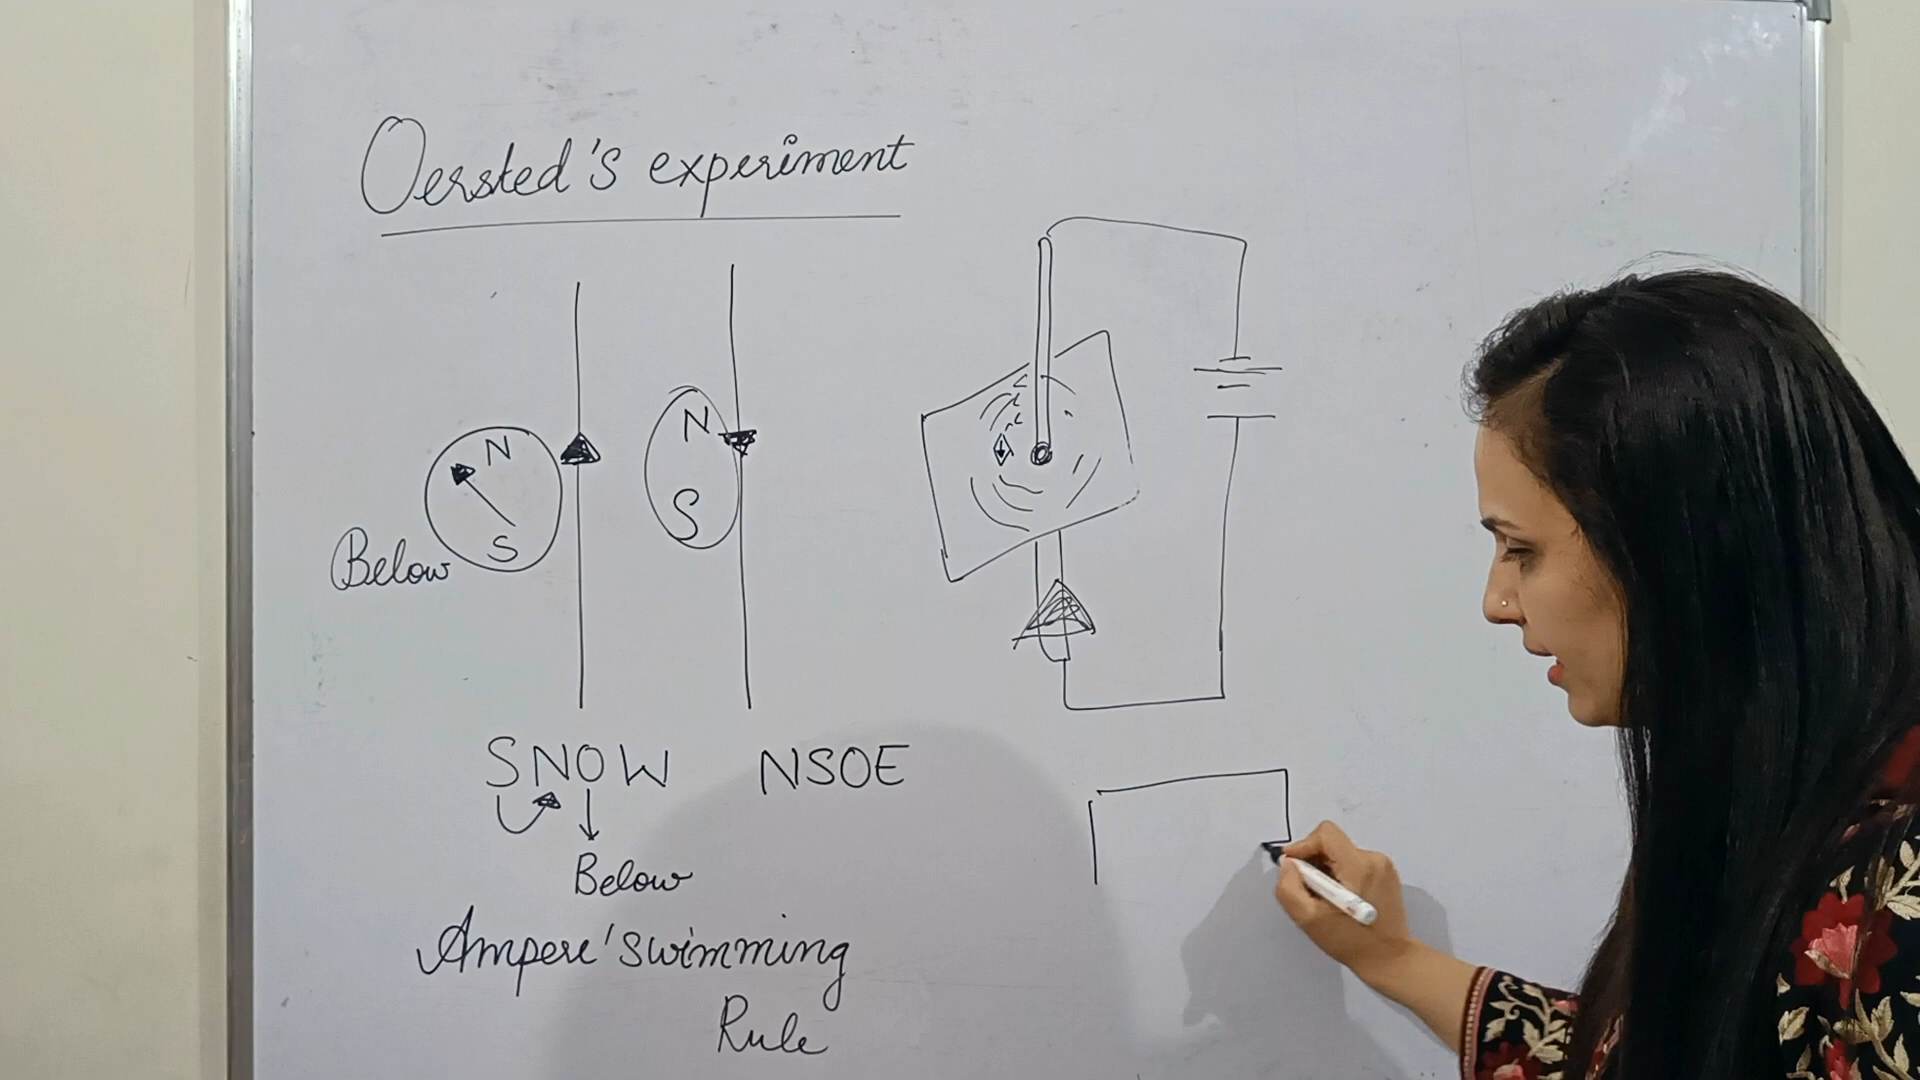 Oersted's experiment
N
S
Below
N
S
SNOW NSOE
Below
Ampere'swimming
Rule